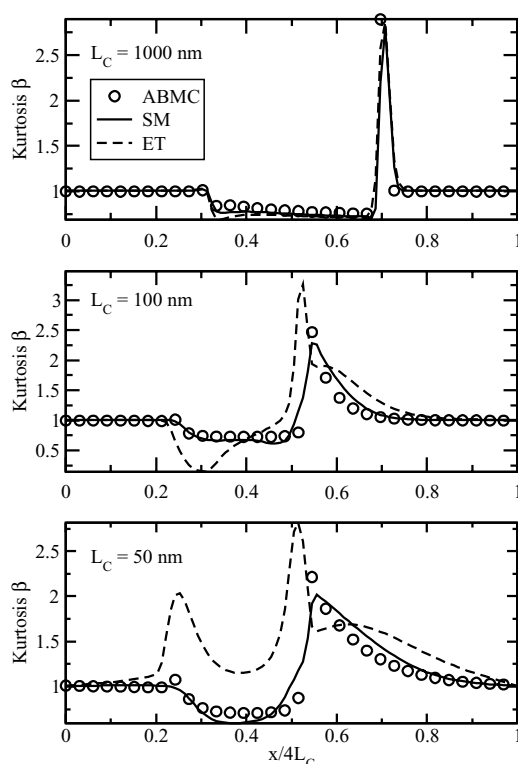 Kurtosis β
2.5
2
1.5
1
L_C = 1000 nm
ABMC
SM
ET
0 0.2 0.4 0.6 0.8 1
Kurtosis β
3
2.5
2
1.5
1
0.5
L_C = 100 nm
0 0.2 0.4 0.6 0.8 1
Kurtosis β
2.5
2
1.5
1
L_C = 50 nm
0 0.2 0.4 0.6 0.8 1
x/4L_C